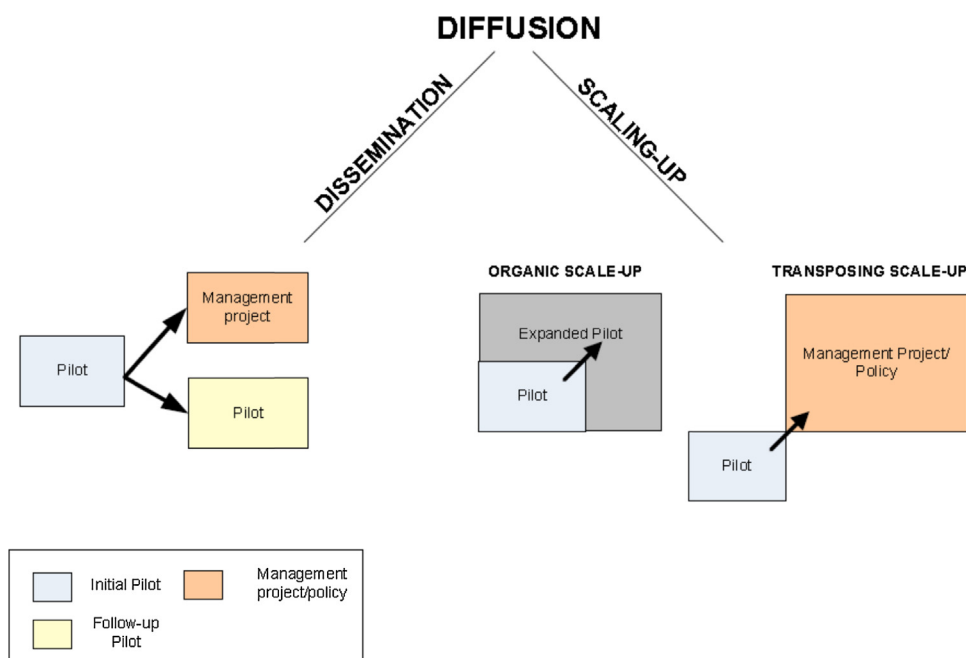 DIFFUSION
DISSEMINATION
SCALING-UP
ORGANIC SCALE-UP
TRANSPOSING SCALE-UP
Management
project
Pilot
Pilot
Expanded Pilot
Pilot
Management Project/
Policy
Pilot
Initial Pilot
Management
project/policy
Follow-up
Pilot